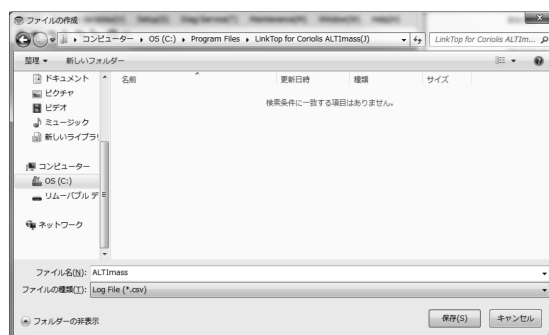 ファイルの作成
コンピューター ▸ OS (C:) ▸ Program Files ▸ LinkTop for Coriolis ALTImass(J)
LinkTop for Coriolis ALTIm...
整理 ▼ 新しいフォルダー
名前 更新日時 種類 サイズ
検索条件に一致する項目はありません。
ドキュメント
ピクチャ
ビデオ
ミュージック
新しいライブラ!
コンピューター
OS (C:)
リムーバブル デ
ネットワーク
ファイル名(N): ALTImass
ファイルの種類(T): Log File (*.csv)
フォルダーの非表示
保存(S) キャンセル